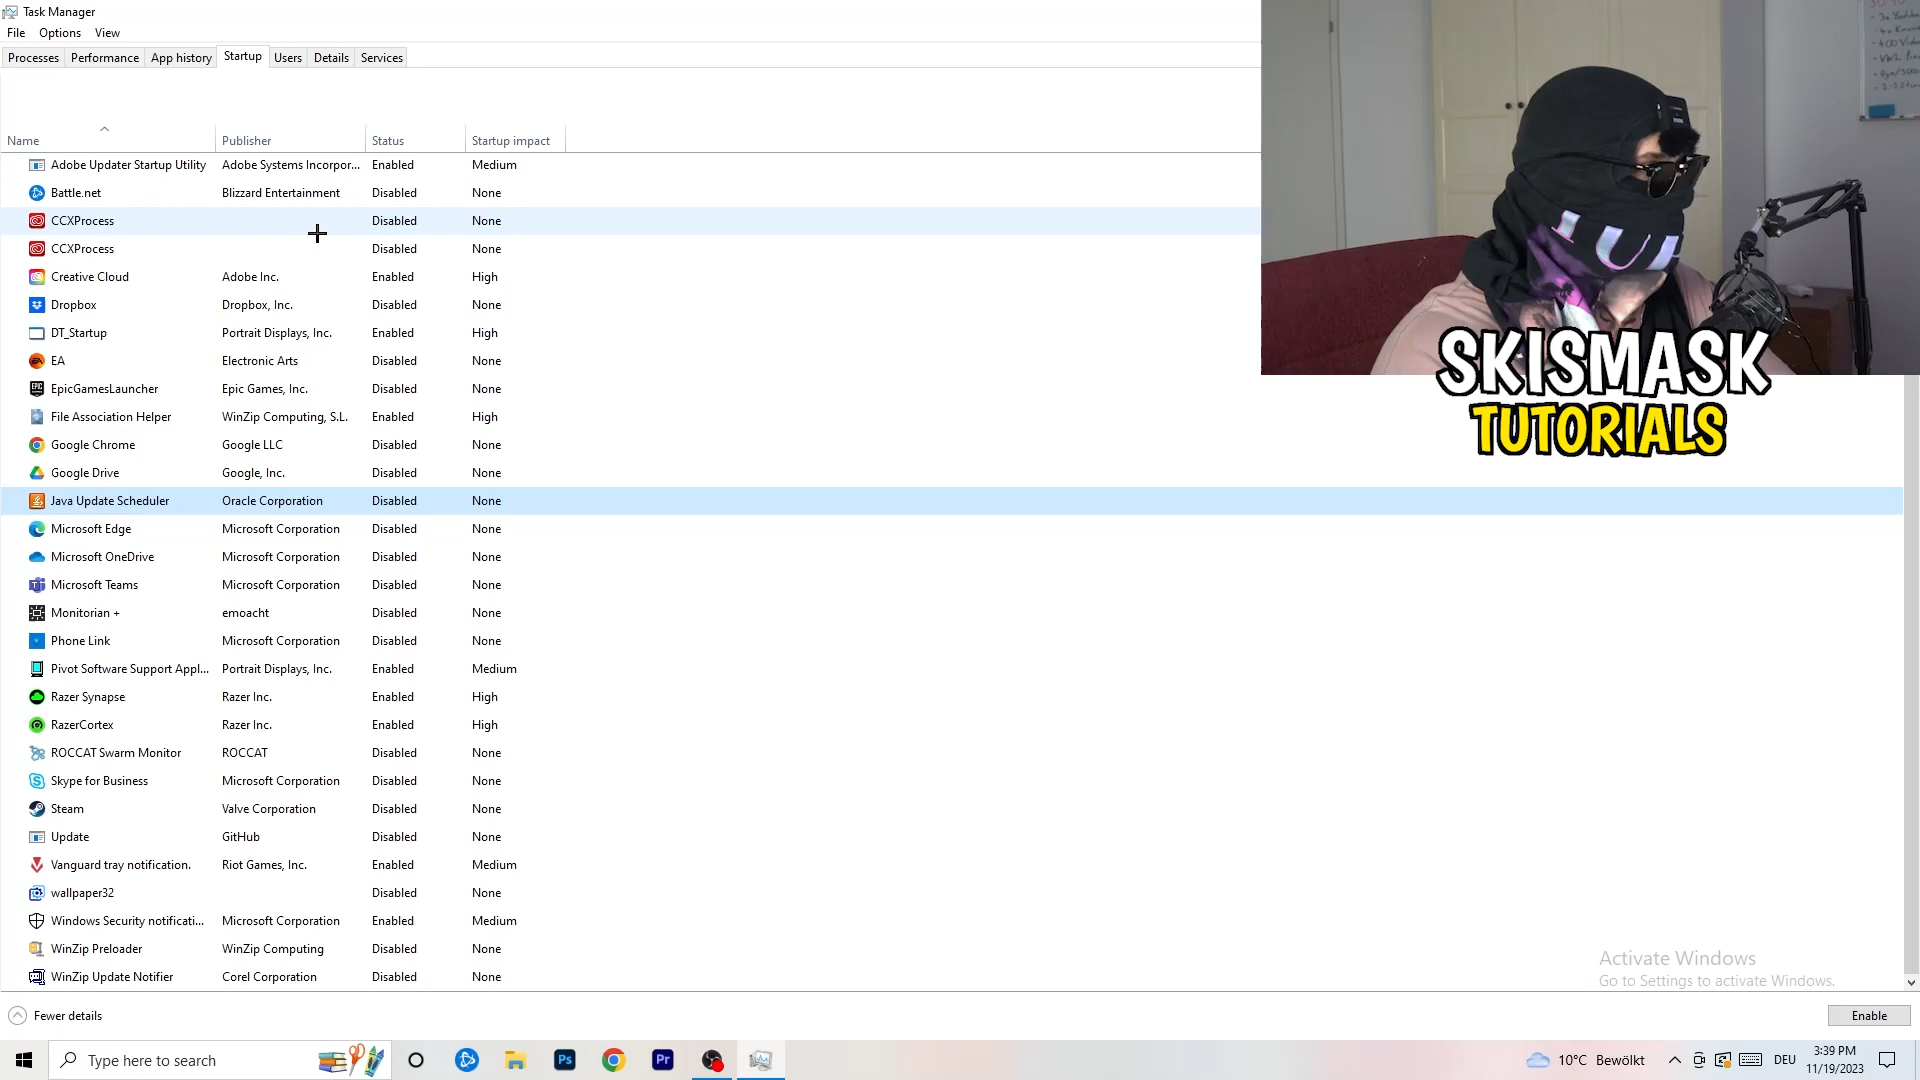 Task Manager
File Options View
Processes Performance App history Startup Users Details Services
Name Publisher Status Startup impact
Adobe Updater Startup Utility Adobe Systems Incorpor... Enabled Medium
Battle.net Blizzard Entertainment Disabled None
CCXProcess Disabled None
CCXProcess Disabled None
Creative Cloud Adobe Inc. Enabled High
Dropbox Dropbox, Inc. Disabled None
DT_Startup Portrait Displays, Inc. Enabled High
EA Electronic Arts Disabled None
EpicGamesLauncher Epic Games, Inc. Disabled None
File Association Helper WinZip Computing, S.L. Enabled High
Google Chrome Google LLC Disabled None
Google Drive Google, Inc. Disabled None
Java Update Scheduler Oracle Corporation Disabled None
Microsoft Edge Microsoft Corporation Disabled None
Microsoft OneDrive Microsoft Corporation Disabled None
Microsoft Teams Microsoft Corporation Disabled None
Monitorian + emoacht Disabled None
Phone Link Microsoft Corporation Disabled None
Pivot Software Support Appl... Portrait Displays, Inc. Enabled Medium
Razer Synapse Razer Inc. Enabled High
RazerCortex Razer Inc. Enabled High
ROCCAT Swarm Monitor ROCCAT Disabled None
Skype for Business Microsoft Corporation Disabled None
Steam Valve Corporation Disabled None
Update GitHub Disabled None
Vanguard tray notification. Riot Games, Inc. Enabled Medium
wallpaper32 Disabled None
Windows Security notificati... Microsoft Corporation Enabled Medium
WinZip Preloader WinZip Computing Disabled None
WinZip Update Notifier Corel Corporation Disabled None
SKISMASK
TUTORIALS
Activate Windows
Go to Settings to activate Windows.
Fewer details
Enable
Type here to search
Ps
Pr
10°C Bewölkt
DEU
3:39 PM
11/19/2023